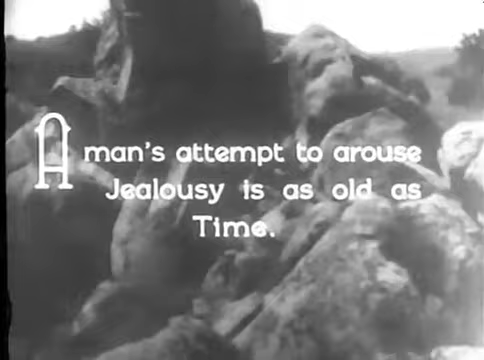 A man's attempt to arouse
Jealousy is as old as
Time.